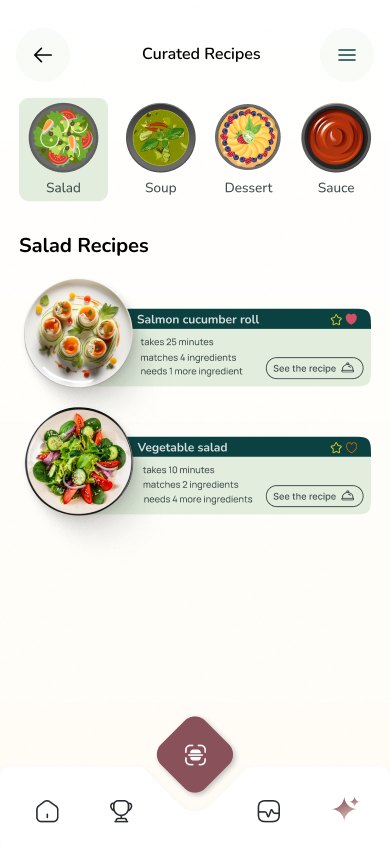 Curated Recipes
Salad
Soup
Dessert
Sauce
Salad Recipes
Salmon cucumber roll
takes 25 minutes
matches 4 ingredients
needs 1 more ingredient
See the recipe
Vegetable salad
takes 10 minutes
matches 2 ingredients
needs 4 more ingredients
See the recipe